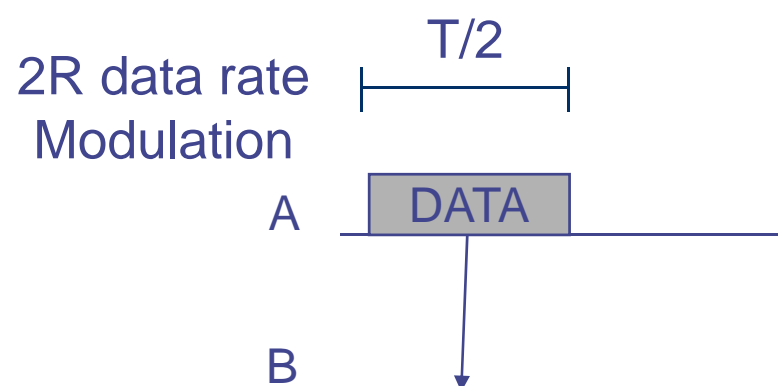 T/2
2R data rate
Modulation
A
DATA
B